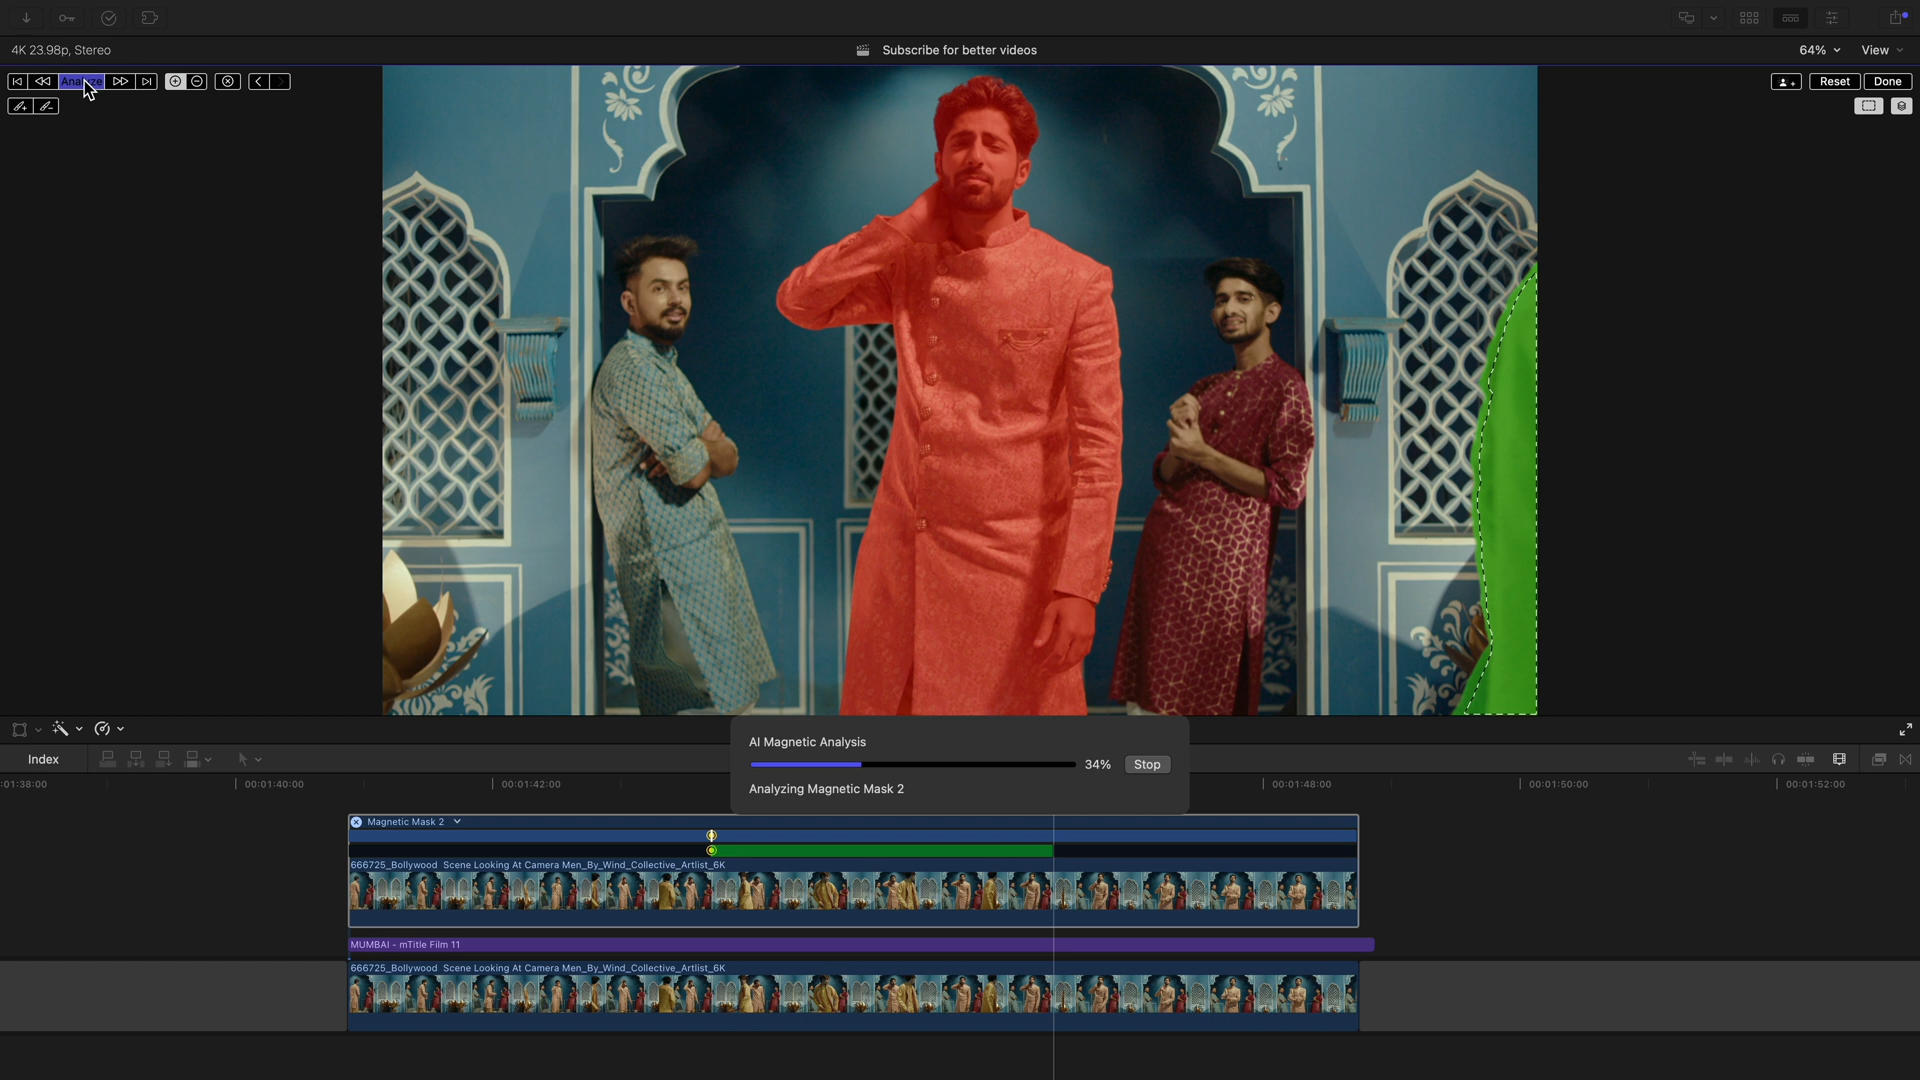 4K 23.98p, Stereo
Subscribe for better videos
64%
View
Analyze
Reset
Done
AI Magnetic Analysis
34%
Stop
Analyzing Magnetic Mask 2
Index
:01:38:00
00:01:40:00
00:01:42:00
00:01:48:00
00:01:50:00
00:01:52:00
Magnetic Mask 2
666725_Bollywood Scene Looking At Camera Men_By_Wind_Collective_Artlist_6K
MUMBAI - mTitle Film 11
666725_Bollywood Scene Looking At Camera Men_By_Wind_Collective_Artlist_6K